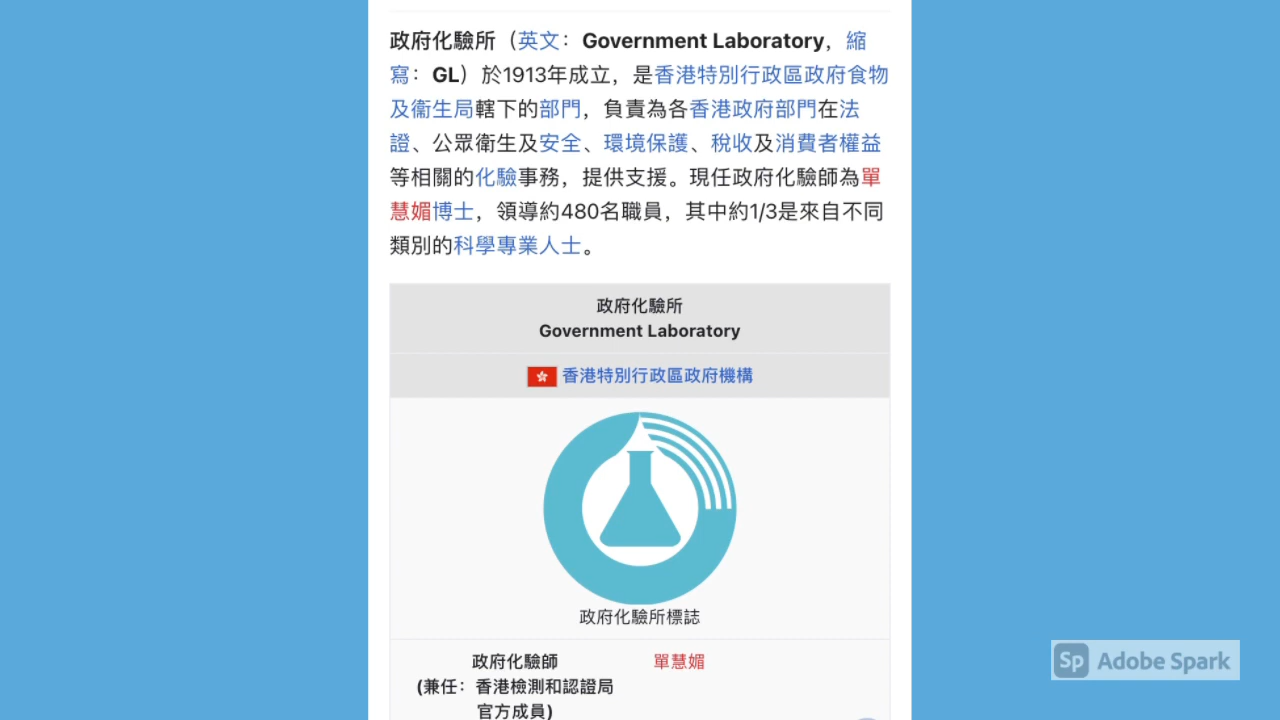 政府化驗所（英文：Government Laboratory，縮
寫：GL）於1913年成立，是香港特別行政區政府食物
及衞生局轄下的部門，負責為各香港政府部門在法
證、公眾衞生及安全、環境保護、稅收及消費者權益
等相關的化驗事務，提供支援。現任政府化驗師為單
慧媚博士，領導約480名職員，其中約1/3是來自不同
類別的科學專業人士。
政府化驗所
Government Laboratory
香港特別行政區政府機構
政府化驗所標誌
政府化驗師 單慧媚
(兼任：香港檢測和認證局
官方成員)
Sp Adobe Spark